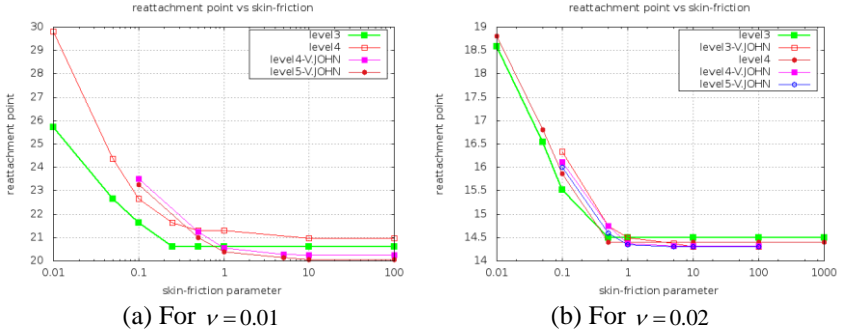 reattachment point vs skin-friction
level3
level4
level4-V.JOHN
level5-V.JOHN
reattachment point
30
29
28
27
26
25
24
23
22
21
20
0.01
0.1
1
10
100
skin-friction parameter
(a) For ν = 0.01
reattachment point vs skin-friction
level3
level3-V.JOHN
level4
level4-V.JOHN
level5-V.JOHN
reattachment point
19
18.5
18
17.5
17
16.5
16
15.5
15
14.5
14
0.01
0.1
1
10
100
1000
skin-friction parameter
(b) For ν = 0.02